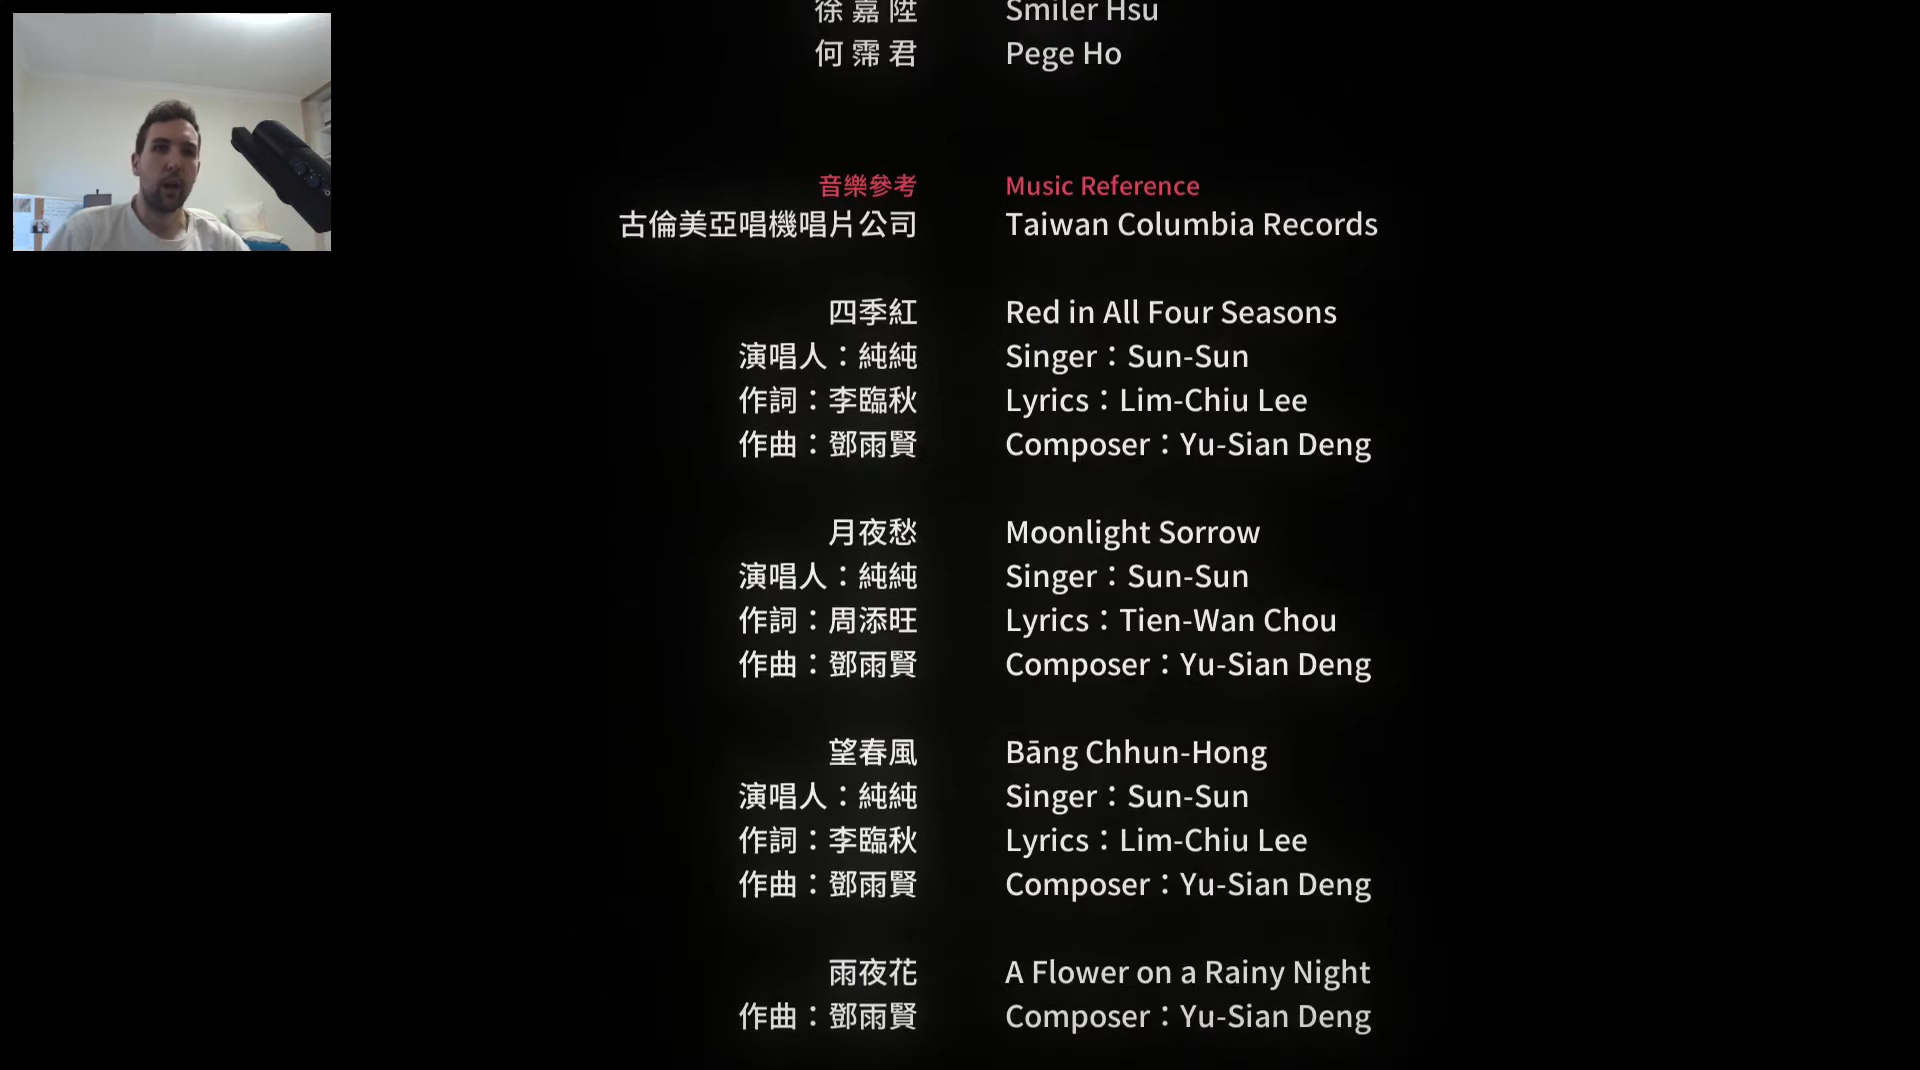 徐嘉陞 Smiler Hsu
何霈君 Pege Ho
音樂參考 Music Reference
古倫美亞唱機唱片公司 Taiwan Columbia Records
四季紅 Red in All Four Seasons
演唱人：純純 Singer：Sun-Sun
作詞：李臨秋 Lyrics：Lim-Chiu Lee
作曲：鄧雨賢 Composer：Yu-Sian Deng
月夜愁 Moonlight Sorrow
演唱人：純純 Singer：Sun-Sun
作詞：周添旺 Lyrics：Tien-Wan Chou
作曲：鄧雨賢 Composer：Yu-Sian Deng
望春風 Bāng Chhun-Hong
演唱人：純純 Singer：Sun-Sun
作詞：李臨秋 Lyrics：Lim-Chiu Lee
作曲：鄧雨賢 Composer：Yu-Sian Deng
雨夜花 A Flower on a Rainy Night
作曲：鄧雨賢 Composer：Yu-Sian Deng